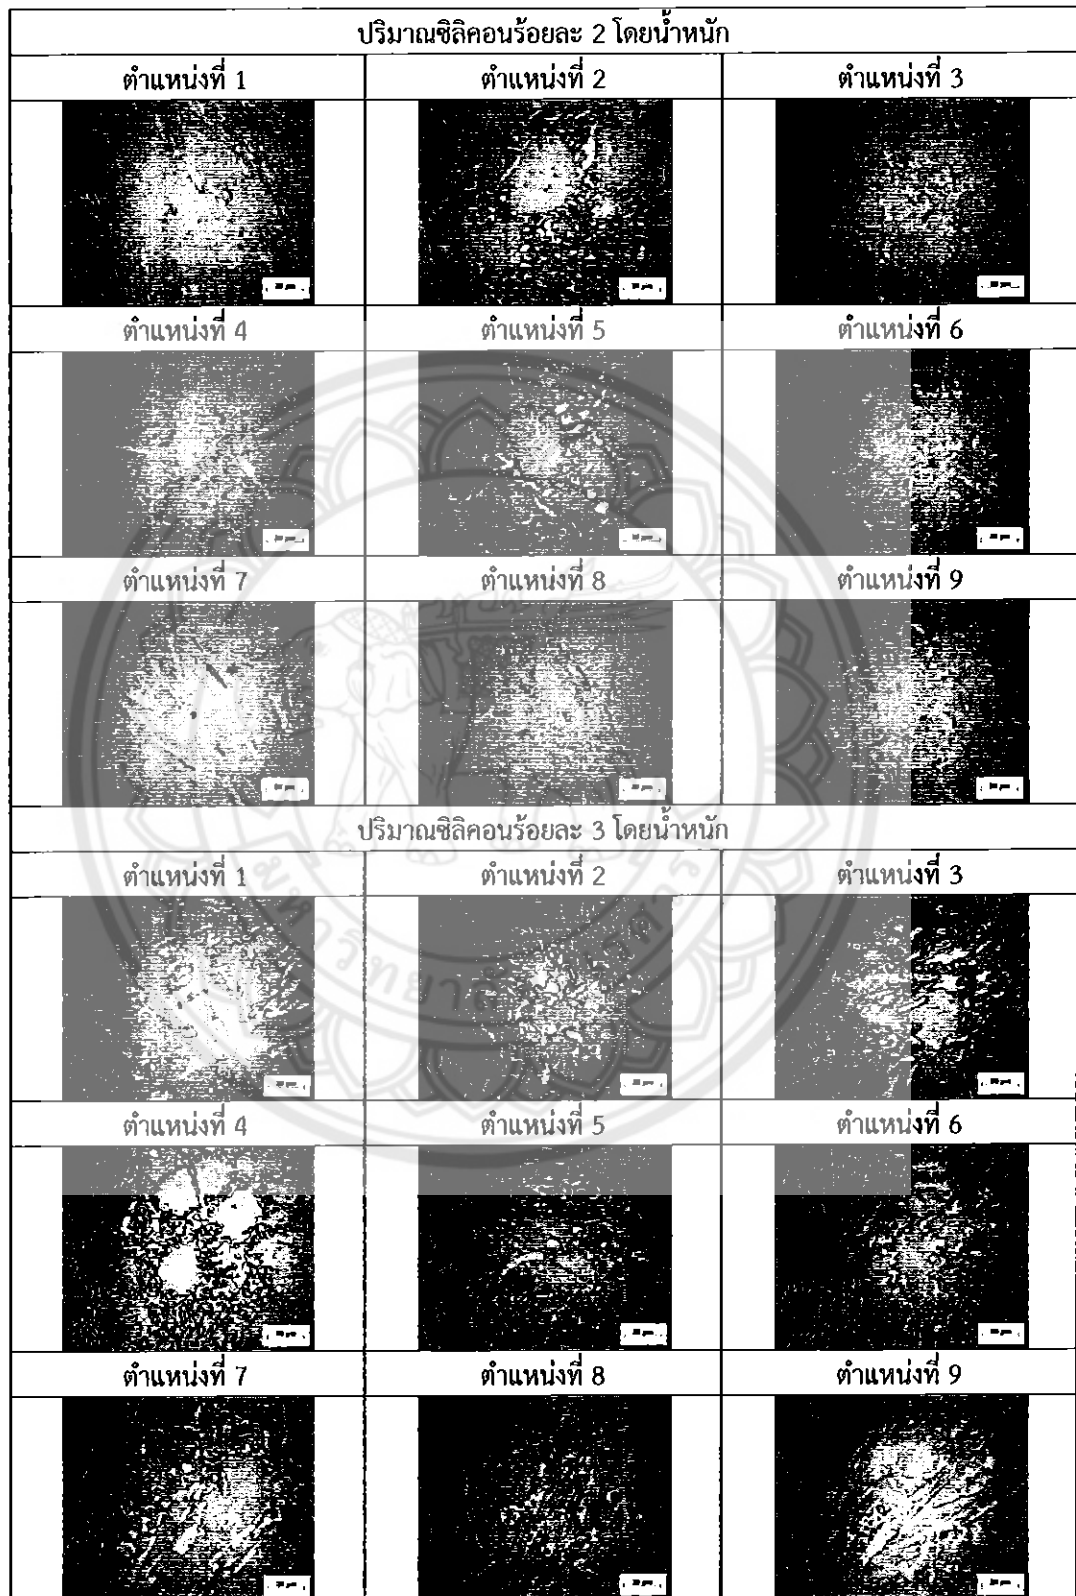 ปริมาณซิลิคอนร้อยละ 2 โดยน้ำหนัก
ตำแหน่งที่ 1 ตำแหน่งที่ 2 ตำแหน่งที่ 3
ตำแหน่งที่ 4 ตำแหน่งที่ 5 ตำแหน่งที่ 6
ตำแหน่งที่ 7 ตำแหน่งที่ 8 ตำแหน่งที่ 9
ปริมาณซิลิคอนร้อยละ 3 โดยน้ำหนัก
ตำแหน่งที่ 1 ตำแหน่งที่ 2 ตำแหน่งที่ 3
ตำแหน่งที่ 4 ตำแหน่งที่ 5 ตำแหน่งที่ 6
ตำแหน่งที่ 7 ตำแหน่งที่ 8 ตำแหน่งที่ 9